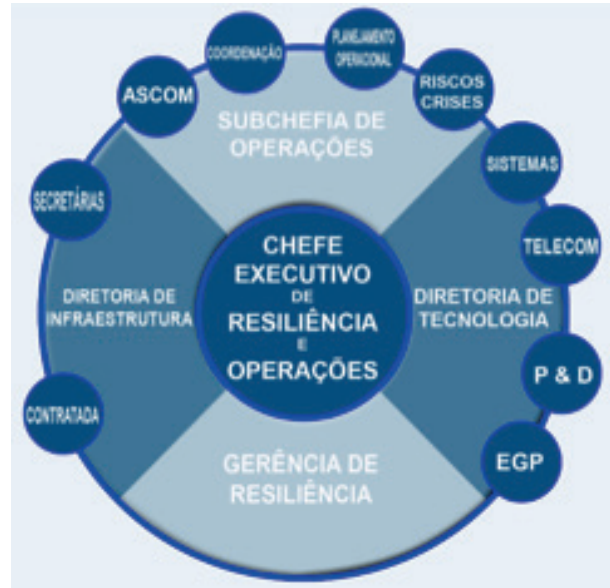 COORDENAÇÃO
PLANEJAMENTO
OPERACIONAL
ASCOM
RISCOS
CRISES
SUBCHEFIA DE
OPERAÇÕES
SISTEMAS
SECRETÁRIAS
TELECOM
CHEFE
EXECUTIVO
DE
RESILIÊNCIA
E
OPERAÇÕES
DIRETORIA DE
INFRAESTRUTURA
DIRETORIA DE
TECNOLOGIA
P & D
CONTRATADA
EGP
GERÊNCIA DE
RESILIÊNCIA